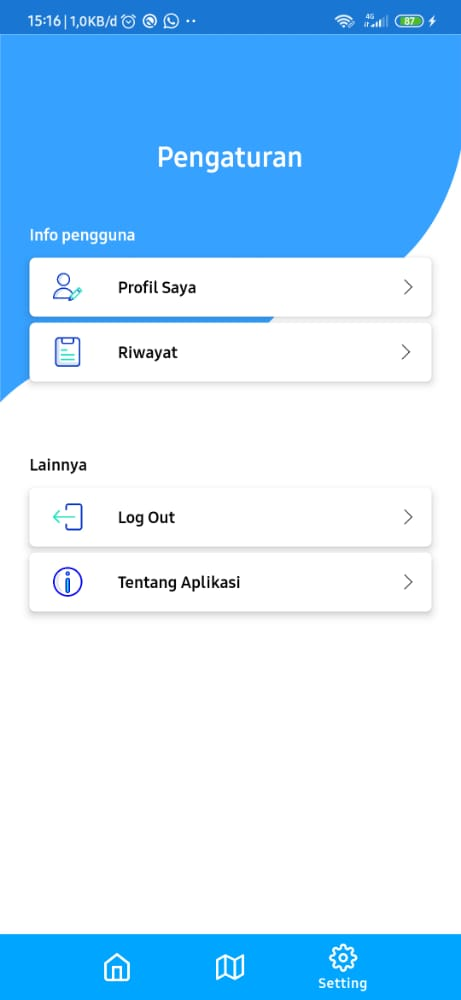 15:16 | 1,0KB/d
4G
87
Pengaturan
Info pengguna
Profil Saya
Riwayat
Lainnya
Log Out
Tentang Aplikasi
Setting